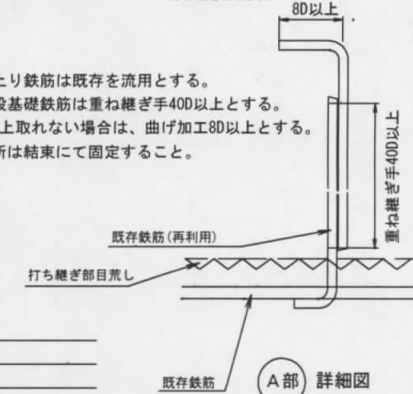 8D以上
上り鉄筋は既存を流用とする。
設基礎鉄筋は重ね継ぎ手40D以上とする。
上取れない場合は、曲げ加工8D以上とする。
所は結束にて固定すること。
重ね継ぎ手40D以上
既存鉄筋(再利用)
打ち継ぎ部目荒し
既存鉄筋
A部 詳細図